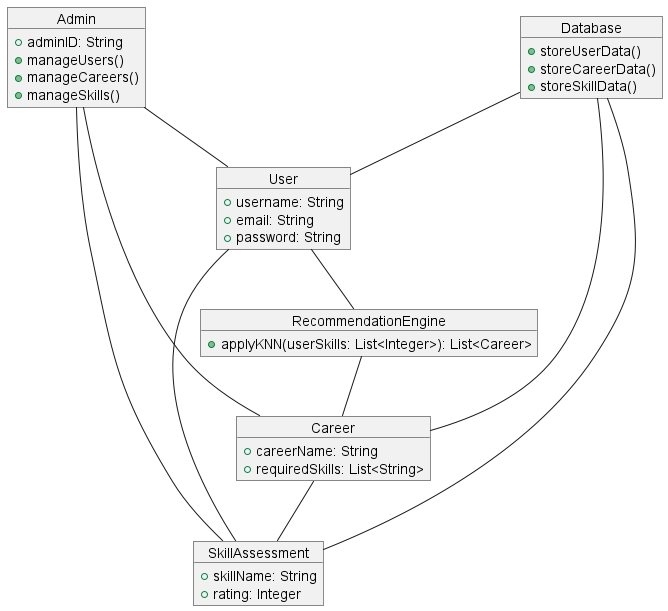 Admin
adminID: String
manageUsers()
manageCareers()
manageSkills()
Database
storeUserData()
storeCareerData()
storeSkillData()
User
username: String
email: String
password: String
RecommendationEngine
applyKNN(userSkills: List<Integer>): List<Career>
Career
careerName: String
requiredSkills: List<String>
SkillAssessment
skillName: String
rating: Integer